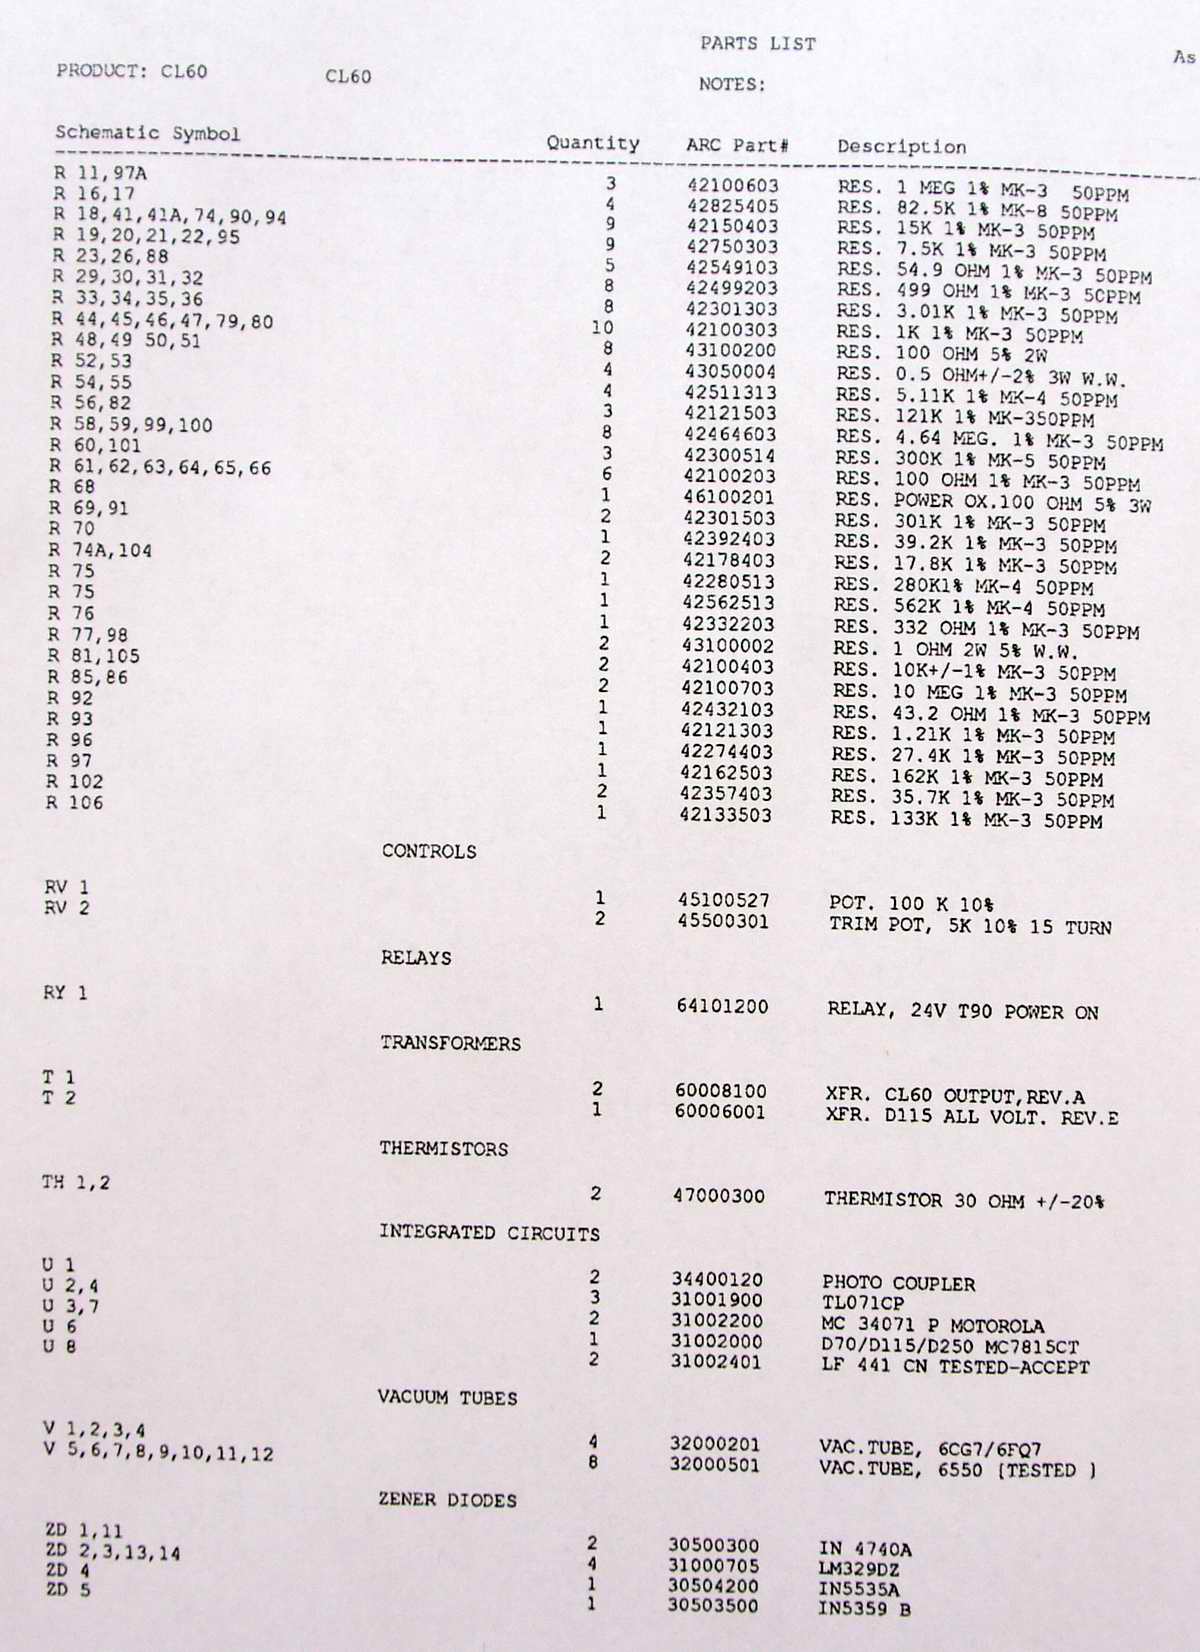 PARTS LIST
As
PRODUCT: CL60 CL60
NOTES:
Schematic Symbol Quantity ARC Part# Description
R 11,97A 3 42100603 RES. 1 MEG 1% MK-3 50PPM
R 16,17 4 42825405 RES. 82.5K 1% MK-8 50PPM
R 18,41,41A,74,90,94 9 42150403 RES. 15K 1% MK-3 50PPM
R 19,20,21,22,95 9 42750303 RES. 7.5K 1% MK-3 50PPM
R 23,26,88 5 42549103 RES. 54.9 OHM 1% MK-3 50PPM
R 29,30,31,32 8 42499203 RES. 499 OHM 1% MK-3 50PPM
R 33,34,35,36 8 42301303 RES. 3.01K 1% MK-3 50PPM
R 44,45,46,47,79,80 10 42100303 RES. 1K 1% MK-3 50PPM
R 48,49 50,51 8 43100200 RES. 100 OHM 5% 2W
R 52,53 4 43050004 RES. 0.5 OHM+/-2% 3W W.W.
R 54,55 4 42511313 RES. 5.11K 1% MK-4 50PPM
R 56,82 3 42121503 RES. 121K 1% MK-350PPM
R 58,59,99,100 8 42464603 RES. 4.64 MEG. 1% MK-3 50PPM
R 60,101 3 42300514 RES. 300K 1% MK-5 50PPM
R 61,62,63,64,65,66 6 42100203 RES. 100 OHM 1% MK-3 50PPM
R 68 1 46100201 RES. POWER OX.100 OHM 5% 3W
R 69,91 2 42301503 RES. 301K 1% MK-3 50PPM
R 70 1 42392403 RES. 39.2K 1% MK-3 50PPM
R 74A,104 2 42178403 RES. 17.8K 1% MK-3 50PPM
R 75 1 42280513 RES. 280K1% MK-4 50PPM
R 75 1 42562513 RES. 562K 1% MK-4 50PPM
R 76 1 42332203 RES. 332 OHM 1% MK-3 50PPM
R 77,98 2 43100002 RES. 1 OHM 2W 5% W.W.
R 81,105 2 42100403 RES. 10K+/-1% MK-3 50PPM
R 85,86 2 42100703 RES. 10 MEG 1% MK-3 50PPM
R 92 1 42432103 RES. 43.2 OHM 1% MK-3 50PPM
R 93 1 42121303 RES. 1.21K 1% MK-3 50PPM
R 96 1 42274403 RES. 27.4K 1% MK-3 50PPM
R 97 1 42162503 RES. 162K 1% MK-3 50PPM
R 102 2 42357403 RES. 35.7K 1% MK-3 50PPM
R 106 1 42133503 RES. 133K 1% MK-3 50PPM
CONTROLS
RV 1 1 45100527 POT. 100 K 10%
RV 2 2 45500301 TRIM POT, 5K 10% 15 TURN
RELAYS
RY 1 1 64101200 RELAY, 24V T90 POWER ON
TRANSFORMERS
T 1 2 60008100 XFR. CL60 OUTPUT,REV.A
T 2 1 60006001 XFR. D115 ALL VOLT. REV.E
THERMISTORS
TH 1,2 2 47000300 THERMISTOR 30 OHM +/-20%
INTEGRATED CIRCUITS
U 1 2 34400120 PHOTO COUPLER
U 2,4 3 31001900 TL071CP
U 3,7 2 31002200 MC 34071 P MOTOROLA
U 6 1 31002000 D70/D115/D250 MC7815CT
U 8 2 31002401 LF 441 CN TESTED-ACCEPT
VACUUM TUBES
V 1,2,3,4 4 32000201 VAC.TUBE, 6CG7/6FQ7
V 5,6,7,8,9,10,11,12 8 32000501 VAC.TUBE, 6550 (TESTED )
ZENER DIODES
ZD 1,11 2 30500300 IN 4740A
ZD 2,3,13,14 4 31000705 LM329DZ
ZD 4 1 30504200 IN5535A
ZD 5 1 30503500 IN5359 B